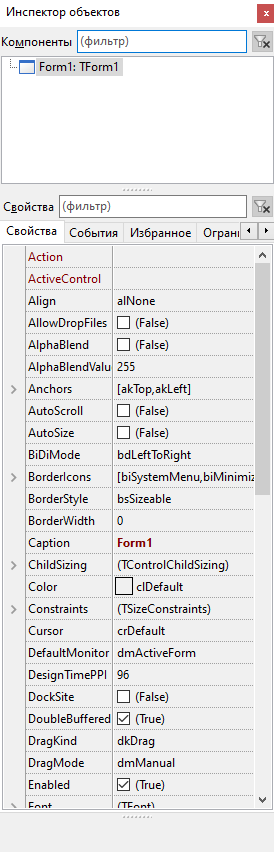 Инспектор объектов
Компоненты (фильтр)
Form1: TForm1
Свойства (фильтр)
Свойства События Избранное Ограни
Action
ActiveControl
Align alNone
AllowDropFiles (False)
AlphaBlend (False)
AlphaBlendValu 255
Anchors [akTop,akLeft]
AutoScroll (False)
AutoSize (False)
BiDiMode bdLeftToRight
BorderIcons [biSystemMenu,biMinimiz
BorderStyle bsSizeable
BorderWidth 0
Caption Form1
ChildSizing (TControlChildSizing)
Color clDefault
Constraints (TSizeConstraints)
Cursor crDefault
DefaultMonitor dmActiveForm
DesignTimePPI 96
DockSite (False)
DoubleBuffered (True)
DragKind dkDrag
DragMode dmManual
Enabled (True)
Font (TFont)